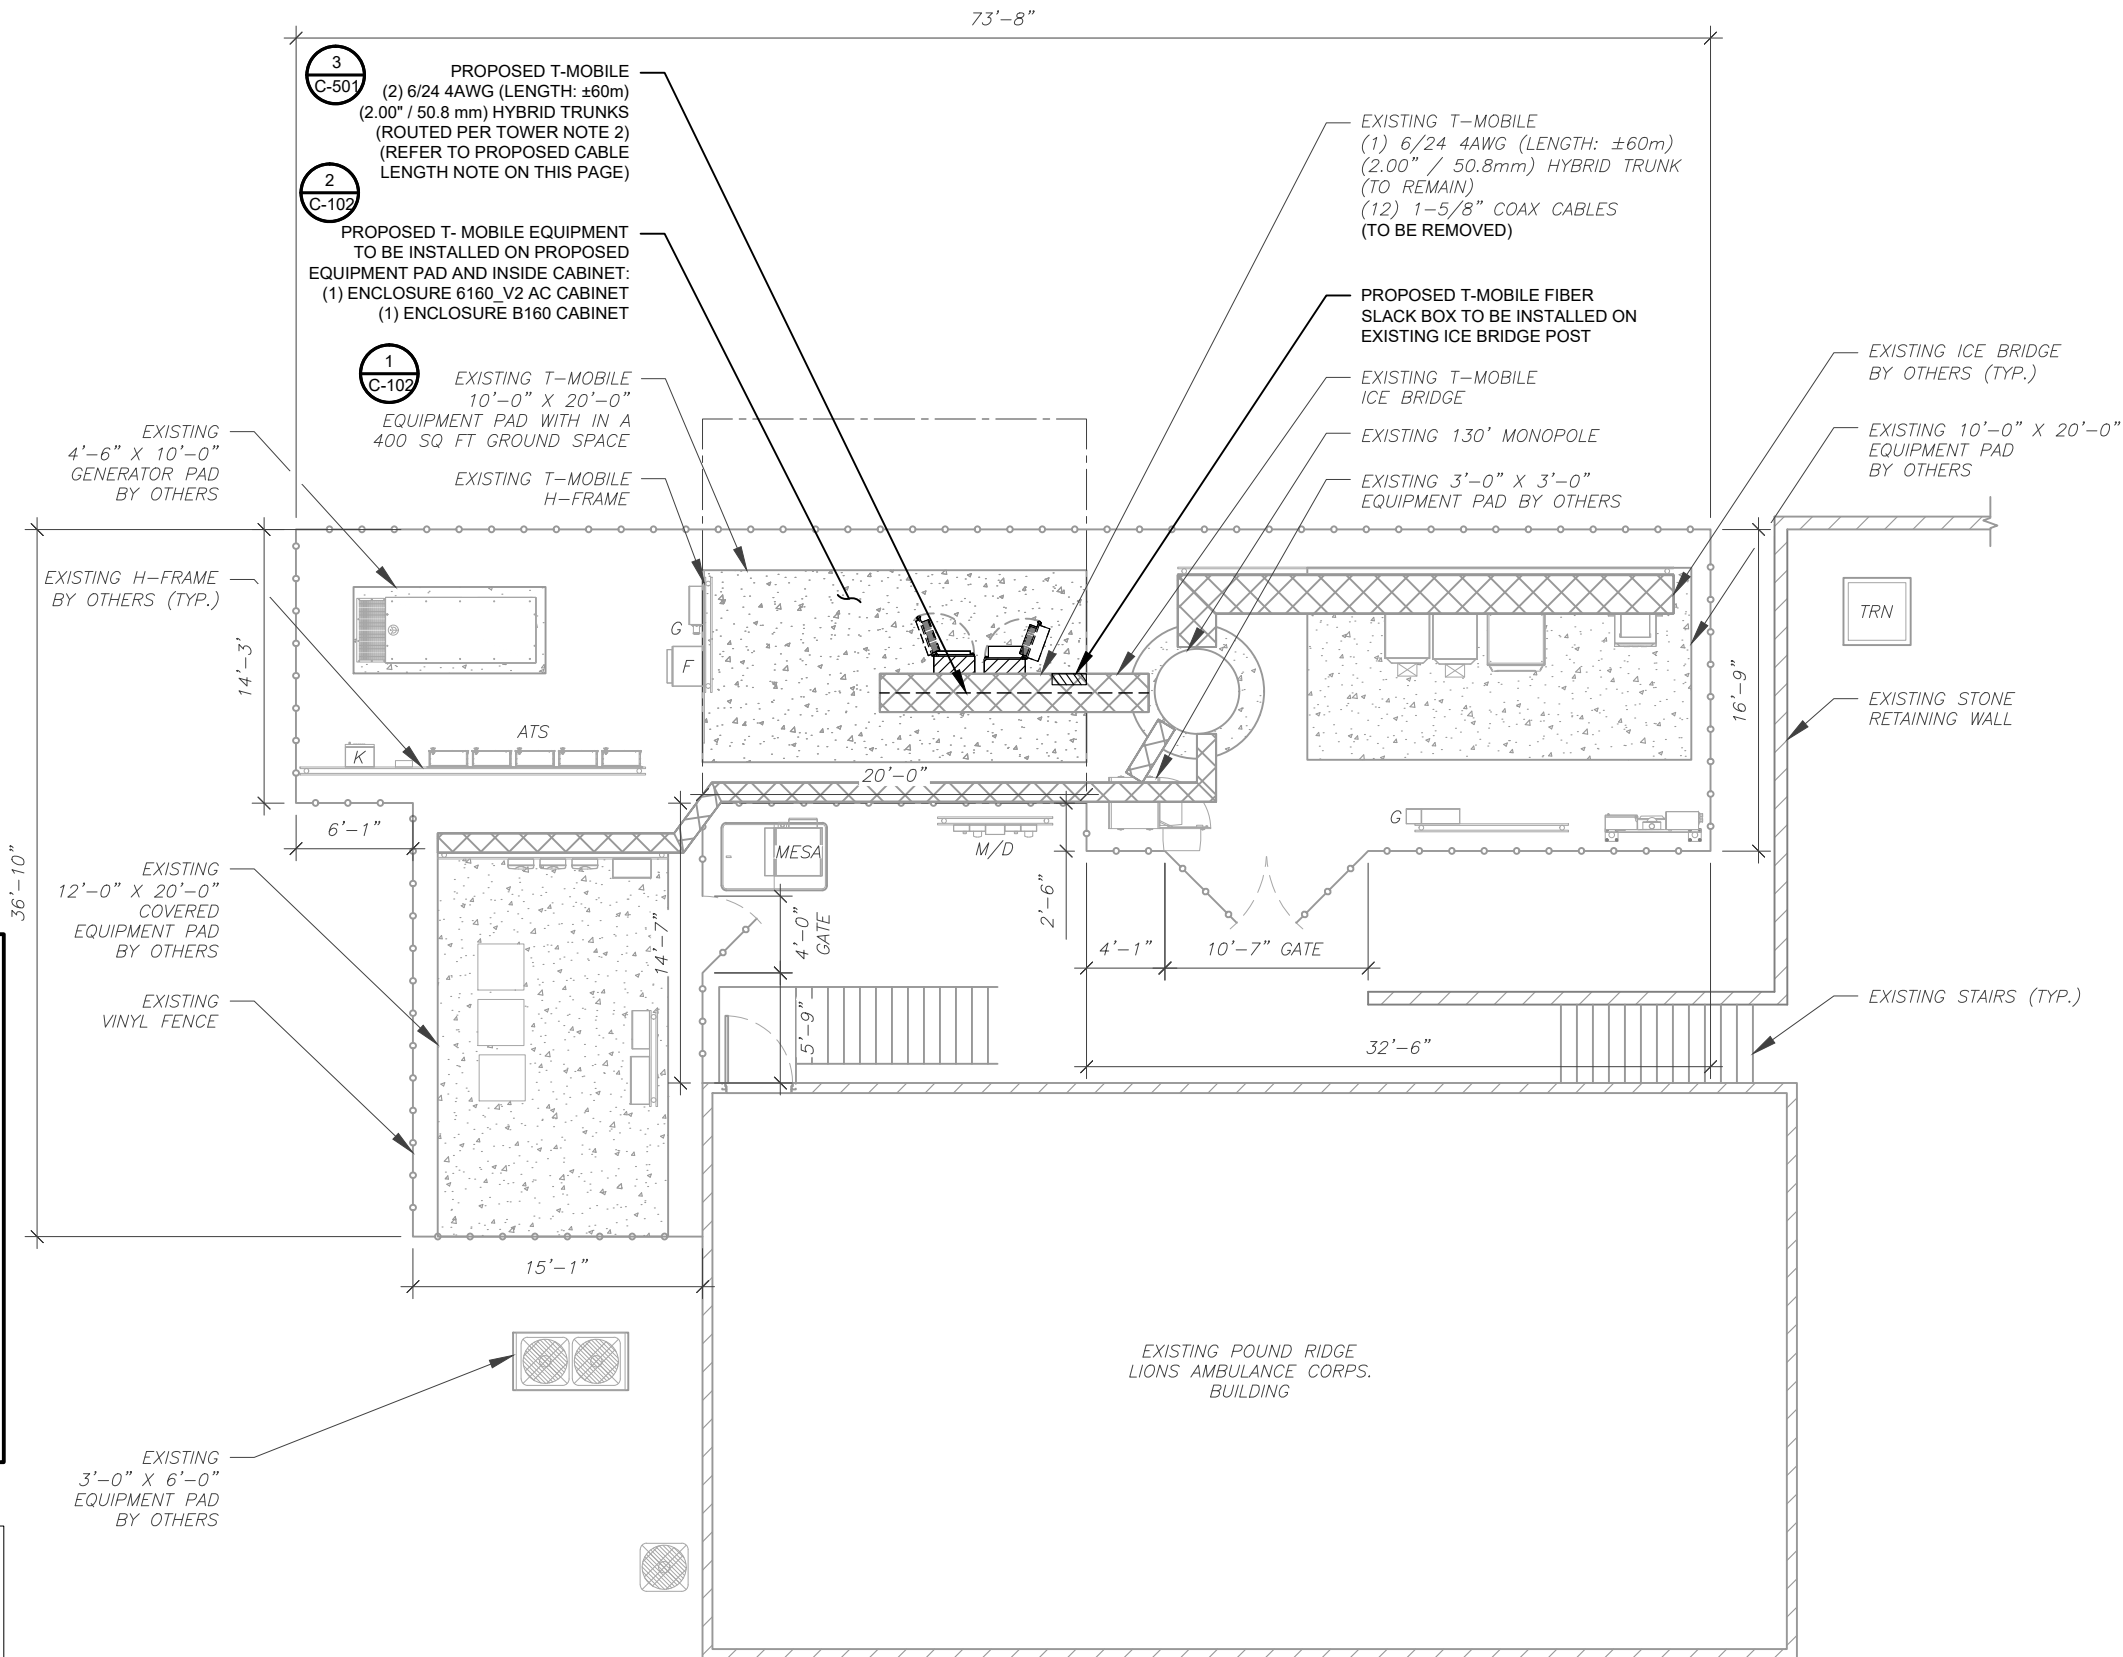 73'-8"
3
C-501
PROPOSED T-MOBILE
(2) 6/24 4AWG (LENGTH: ±60m)
(2.00" / 50.8 mm) HYBRID TRUNKS
(ROUTED PER TOWER NOTE 2)
(REFER TO PROPOSED CABLE
LENGTH NOTE ON THIS PAGE)
2
C-102
PROPOSED T- MOBILE EQUIPMENT
TO BE INSTALLED ON PROPOSED
EQUIPMENT PAD AND INSIDE CABINET:
(1) ENCLOSURE 6160_V2 AC CABINET
(1) ENCLOSURE B160 CABINET
1
C-102
EXISTING T-MOBILE
10'-0" X 20'-0"
EQUIPMENT PAD WITH IN A
400 SQ FT GROUND SPACE
EXISTING T-MOBILE
H-FRAME
EXISTING T-MOBILE
(1) 6/24 4AWG (LENGTH: ±60m)
(2.00" / 50.8mm) HYBRID TRUNK
(TO REMAIN)
(12) 1-5/8" COAX CABLES
(TO BE REMOVED)
PROPOSED T-MOBILE FIBER
SLACK BOX TO BE INSTALLED ON
EXISTING ICE BRIDGE POST
EXISTING T-MOBILE
ICE BRIDGE
EXISTING 130' MONOPOLE
EXISTING 3'-0" X 3'-0"
EQUIPMENT PAD BY OTHERS
EXISTING ICE BRIDGE
BY OTHERS (TYP.)
EXISTING 10'-0" X 20'-0"
EQUIPMENT PAD
BY OTHERS
EXISTING
4'-6" X 10'-0"
GENERATOR PAD
BY OTHERS
EXISTING H-FRAME
BY OTHERS (TYP.)
14'-3'
G
F
K
ATS
TRN
16'-9"
EXISTING STONE
RETAINING WALL
20'-0"
6'-1"
36'-10"
MESA
M/D
G
2'-6"
EXISTING
12'-0" X 20'-0"
COVERED
EQUIPMENT PAD
BY OTHERS
14'-7"
4'-0"
GATE
4'-1"
10'-7" GATE
EXISTING
VINYL FENCE
5'-9"
32'-6"
EXISTING STAIRS (TYP.)
15'-1"
EXISTING POUND RIDGE
LIONS AMBULANCE CORPS.
BUILDING
EXISTING
3'-0" X 6'-0"
EQUIPMENT PAD
BY OTHERS